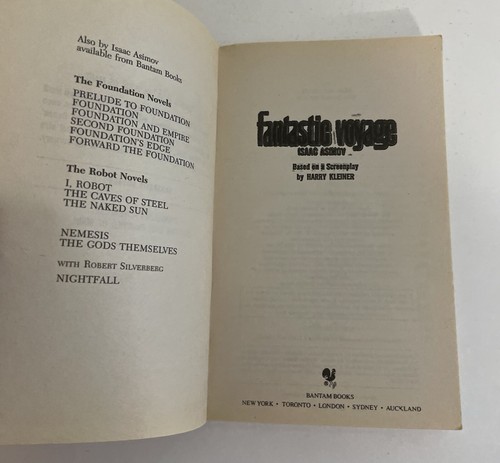 Also by Isaac Asimov
available from Bantam Books
The Foundation Novels
PRELUDE TO FOUNDATION
FOUNDATION
FOUNDATION AND EMPIRE
SECOND FOUNDATION
FOUNDATION'S EDGE
FORWARD THE FOUNDATION
The Robot Novels
I, ROBOT
THE CAVES OF STEEL
THE NAKED SUN
NEMESIS
THE GODS THEMSELVES
WITH ROBERT SILVERBERG
NIGHTFALL
fantastic voyage
ISAAC ASIMOV
Based on a Screenplay
by HARRY KLEINER
BANTAM BOOKS
NEW YORK • TORONTO • LONDON • SYDNEY • AUCKLAND